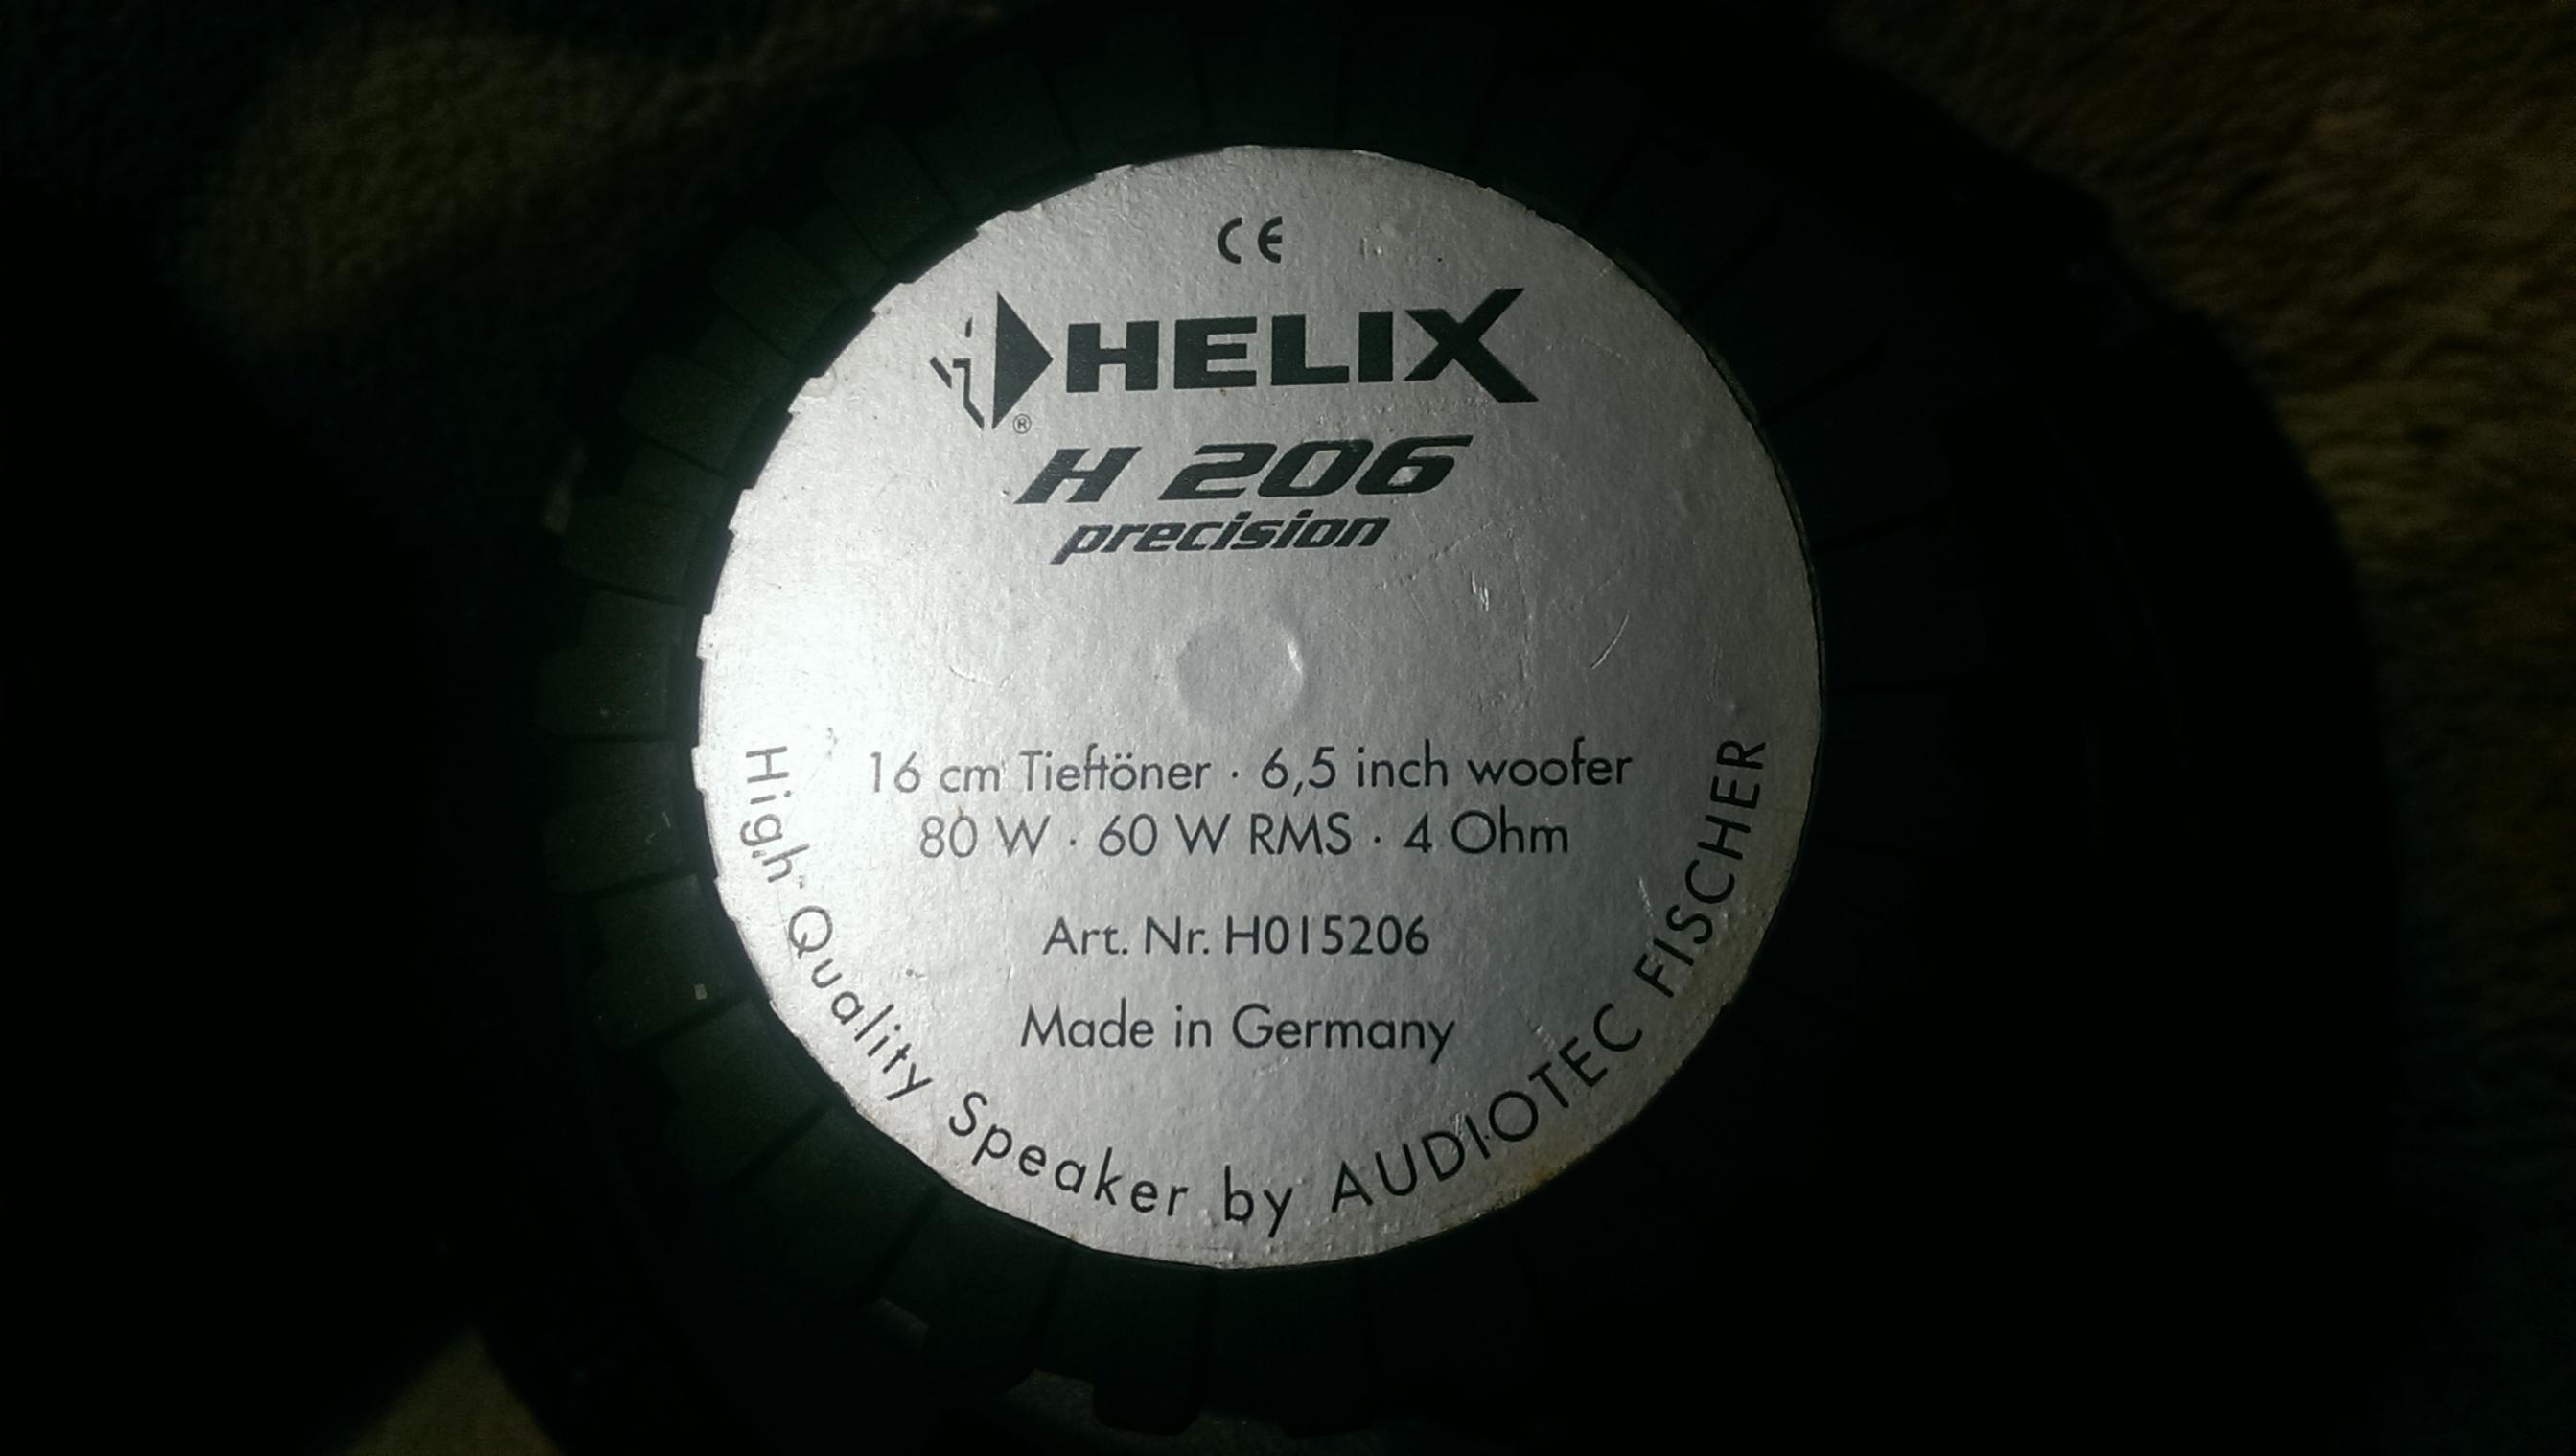 CE
HELIX
®
H 206
precision
16 cm Tieftöner · 6,5 inch woofer
80 W · 60 W RMS · 4 Ohm
Art. Nr. H015206
Made in Germany
High Quality Speaker by AUDIOTEC FISCHER